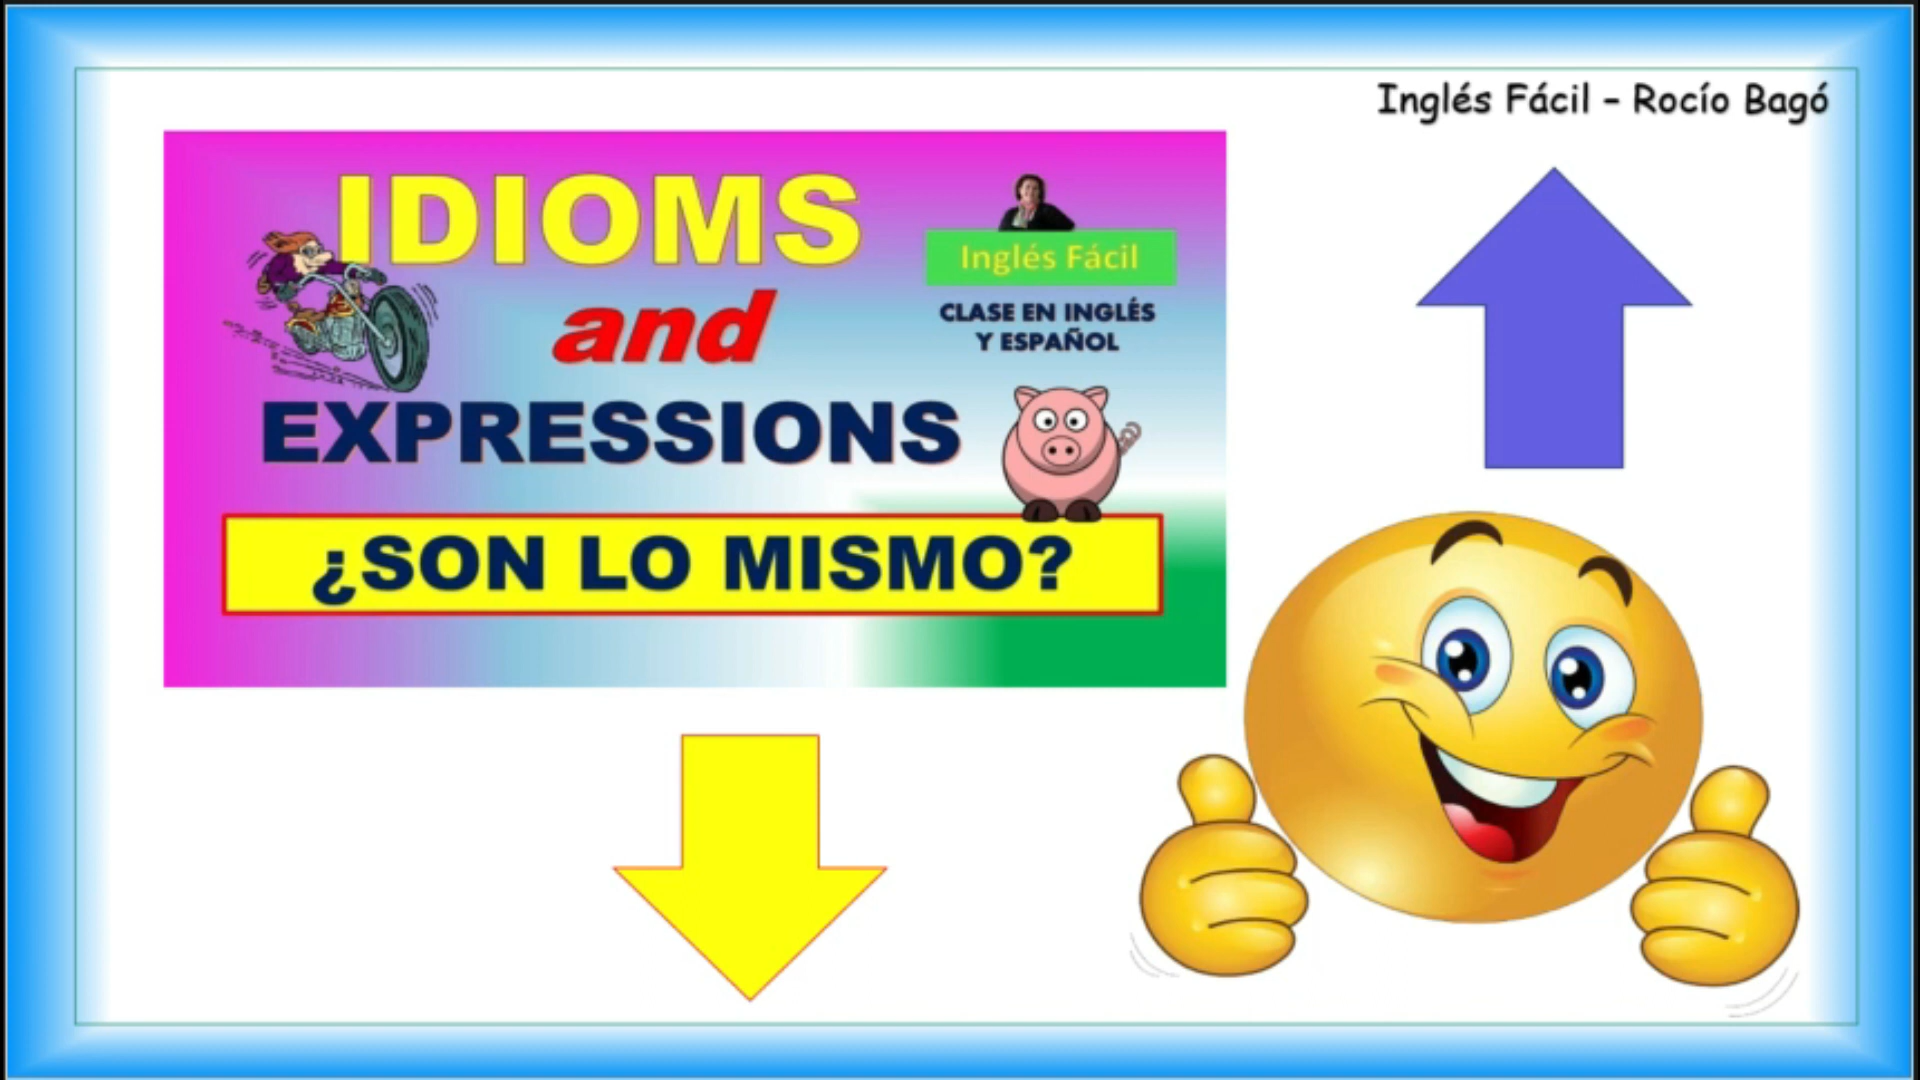 Inglés Fácil – Rocío Bagó
IDIOMS
and
EXPRESSIONS
Inglés Fácil
CLASE EN INGLÉS
Y ESPAÑOL
¿SON LO MISMO?